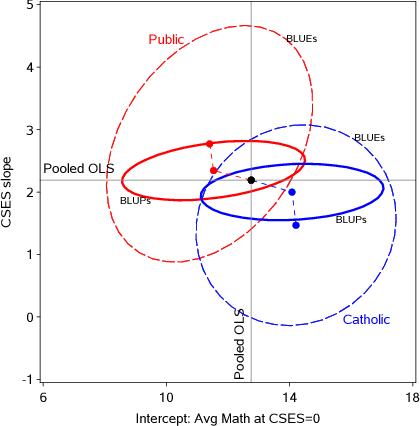 5
Public
BLUEs
4
3
BLUEs
Pooled OLS
2
BLUPs
BLUPs
1
0
Catholic
Pooled OLS
-1
6
10
14
18
CSES slope
Intercept: Avg Math at CSES=0